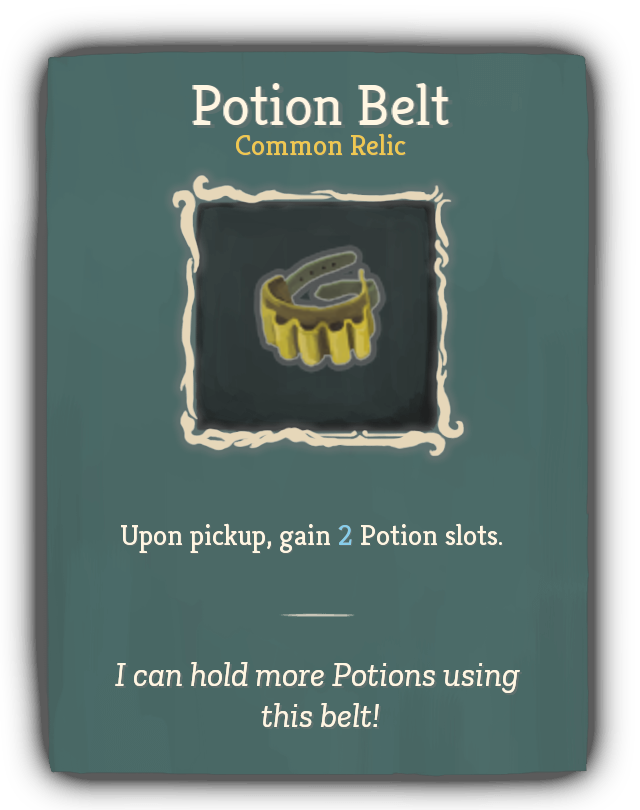 Potion Belt
Common Relic
Upon pickup, gain 2 Potion slots.
I can hold more Potions using
this belt!